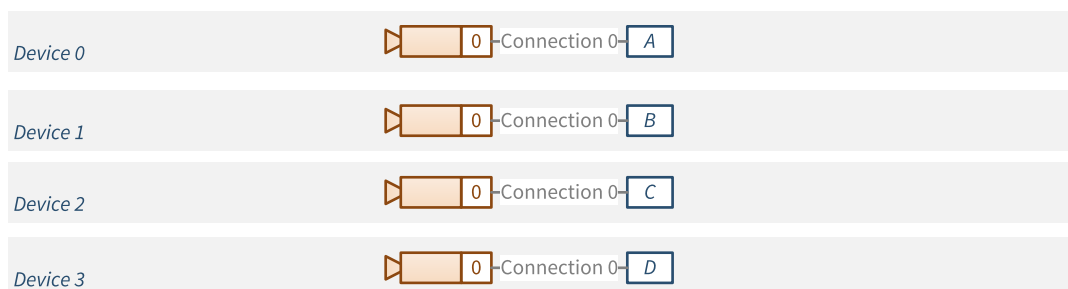 Device 0 0 Connection 0 A
Device 1 0 Connection 0 B
Device 2 0 Connection 0 C
Device 3 0 Connection 0 D